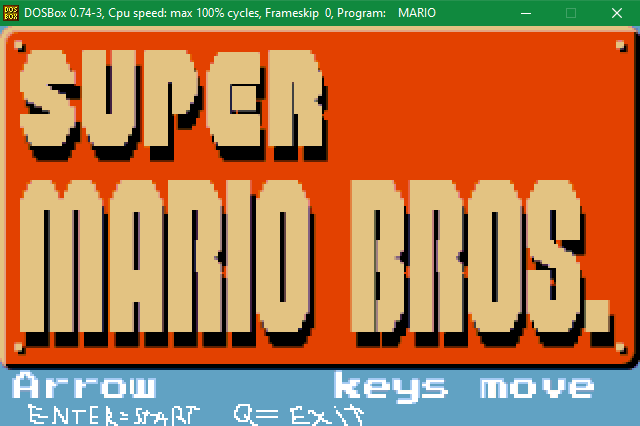 DOSBox 0.74-3, Cpu speed: max 100% cycles, Frameskip 0, Program: MARIO
SUPER
MARIO BROS.
Arrow keys move
ENTER=START Q=EXIT